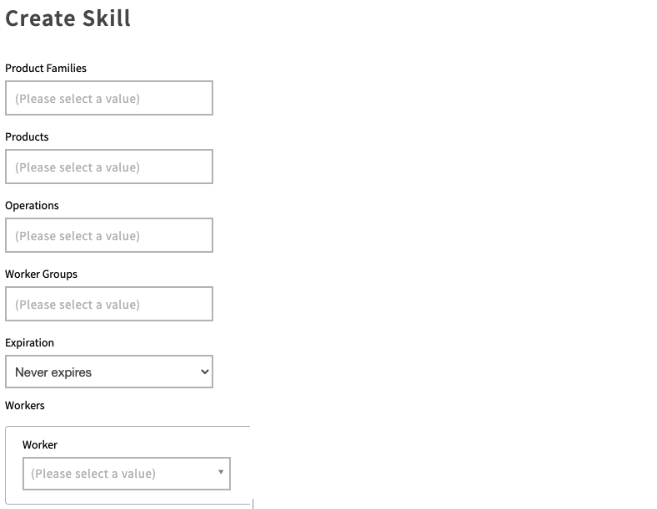 Create Skill
Product Families
(Please select a value)
Products
(Please select a value)
Operations
(Please select a value)
Worker Groups
(Please select a value)
Expiration
Never expires
Workers
Worker
(Please select a value)